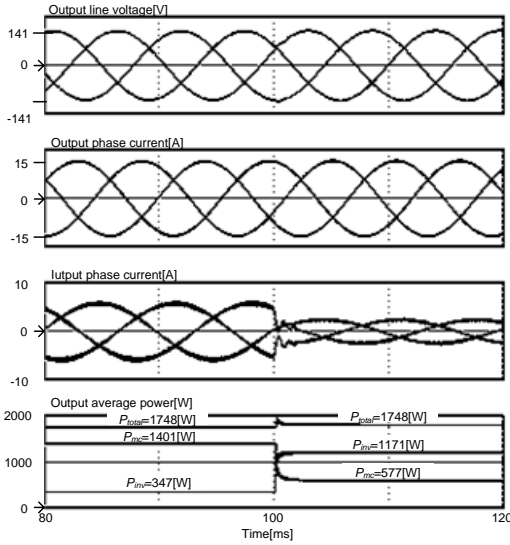 Output line voltage[V]
141
0
-141
Output phase current[A]
15
0
-15
Iutput phase current[A]
10
0
-10
Output average power[W]
2000
1000
0
Ptotal=1748[W]
Pmc=1401[W]
Pinv=347[W]
Ptotal=1748[W]
Pinv=1171[W]
Pmc=577[W]
80
100
120
Time[ms]